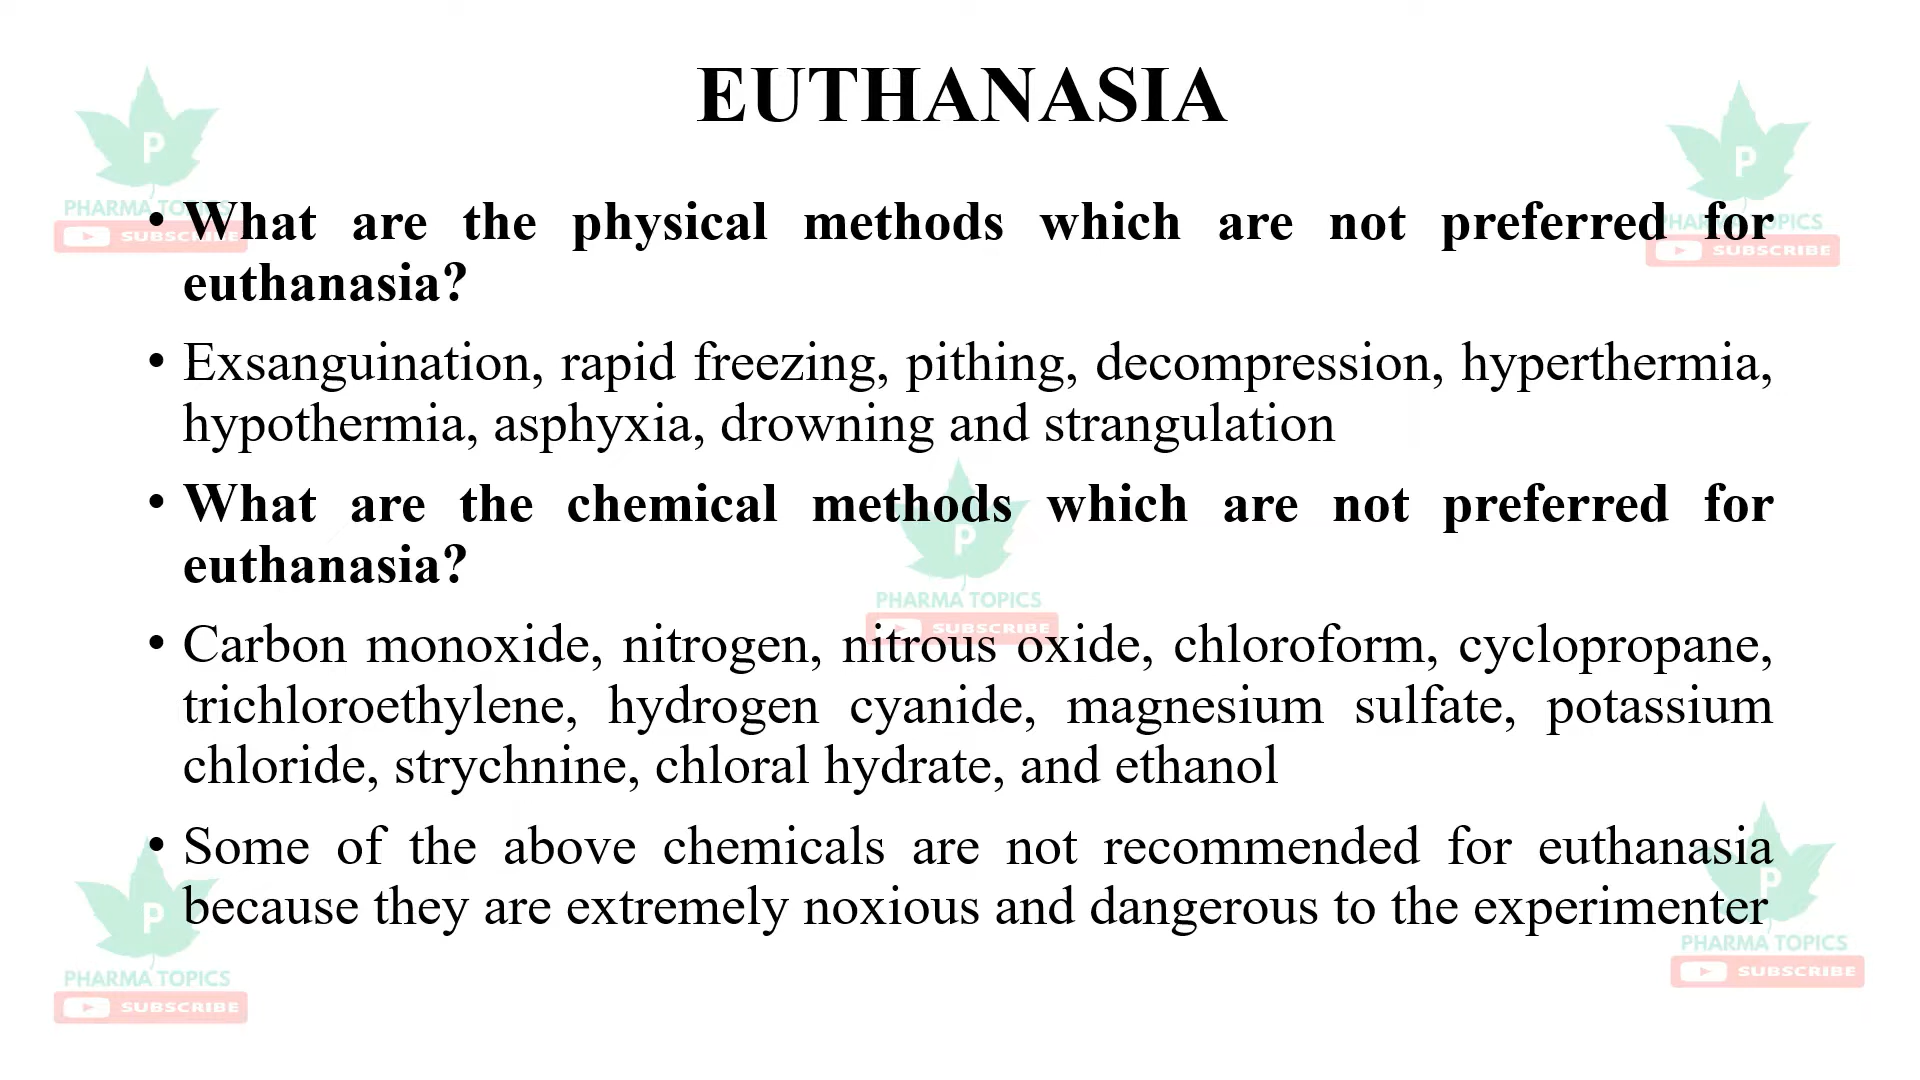 EUTHANASIA
P
PHARMA TOPICS
SUBSCRIBE
P
PHARMA TOPICS
SUBSCRIBE
• What are the physical methods which are not preferred for
euthanasia?
• Exsanguination, rapid freezing, pithing, decompression, hyperthermia,
hypothermia, asphyxia, drowning and strangulation
• What are the chemical methods which are not preferred for
euthanasia?
P
PHARMA TOPICS
SUBSCRIBE
• Carbon monoxide, nitrogen, nitrous oxide, chloroform, cyclopropane,
trichloroethylene, hydrogen cyanide, magnesium sulfate, potassium
chloride, strychnine, chloral hydrate, and ethanol
• Some of the above chemicals are not recommended for euthanasia
because they are extremely noxious and dangerous to the experimenter
P
PHARMA TOPICS
SUBSCRIBE
P
PHARMA TOPICS
SUBSCRIBE